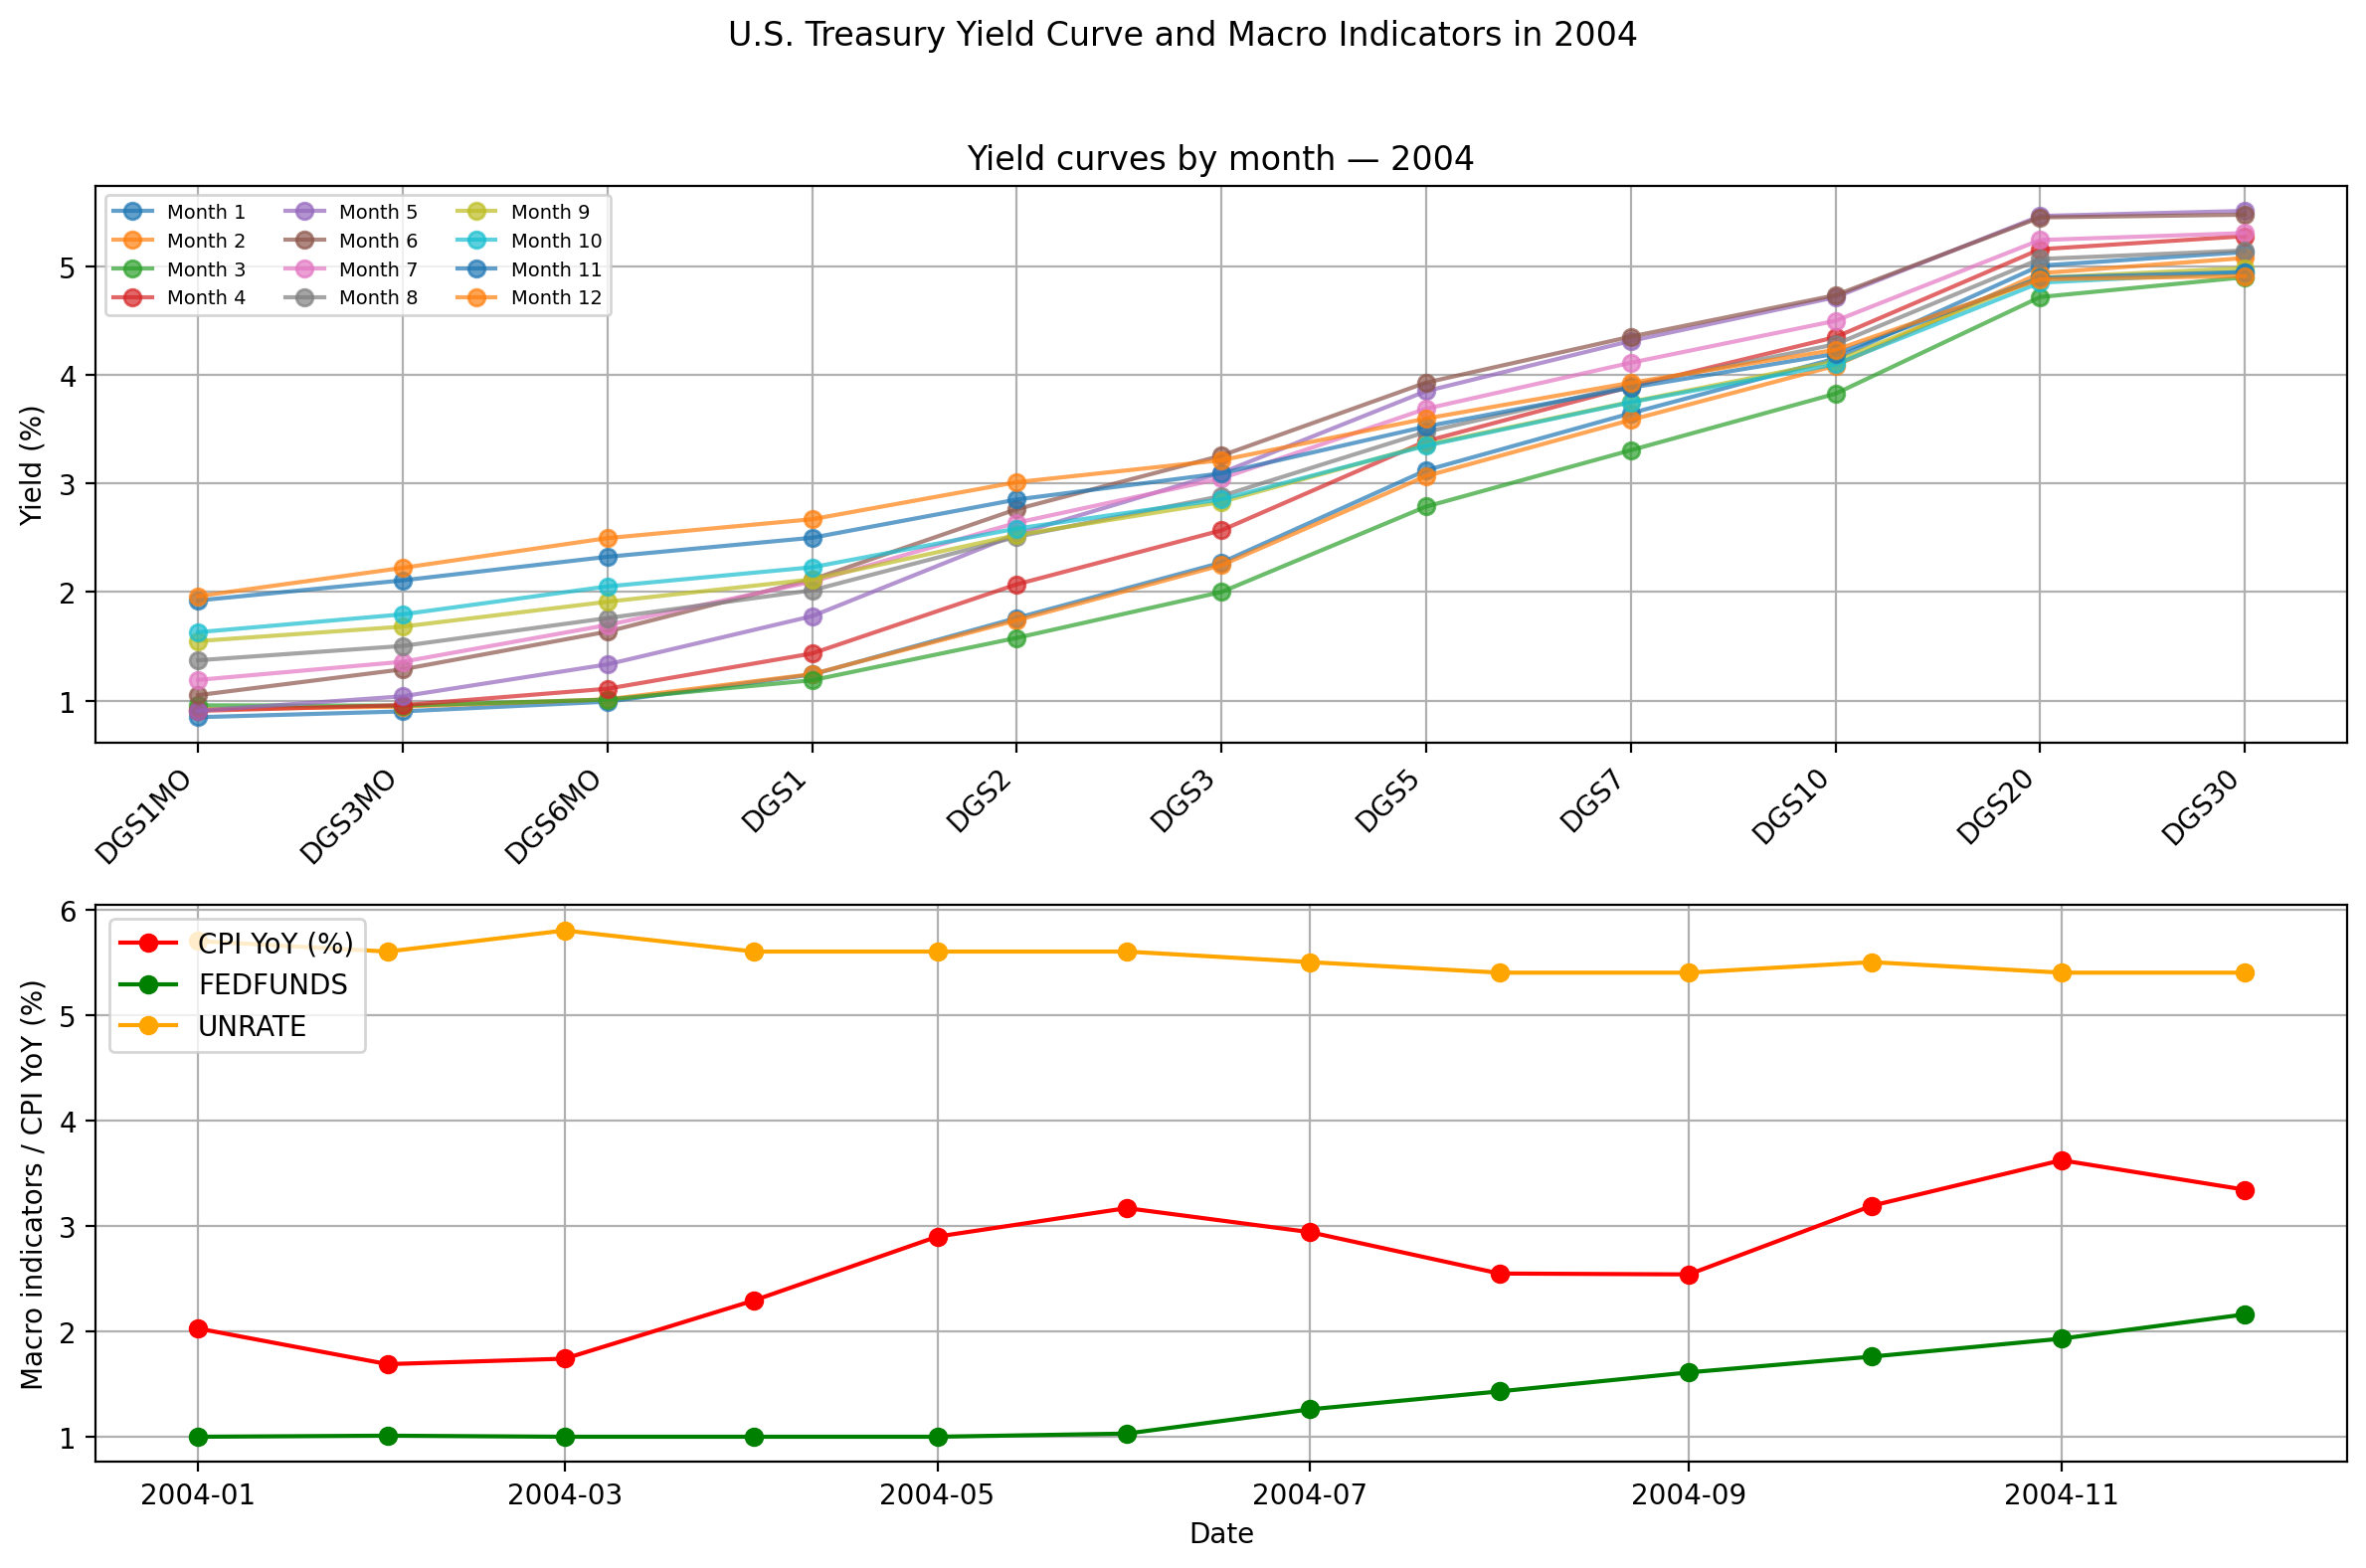 U.S. Treasury Yield Curve and Macro Indicators in 2004
Yield curves by month — 2004
Month 1
Month 2
Month 3
Month 4
Month 5
Month 6
Month 7
Month 8
Month 9
Month 10
Month 11
Month 12
Yield (%)
5
4
3
2
1
DGS1MO
DGS3MO
DGS6MO
DGS1
DGS2
DGS3
DGS5
DGS7
DGS10
DGS20
DGS30
CPI YoY (%)
FEDFUNDS
UNRATE
Macro indicators / CPI YoY (%)
6
5
4
3
2
1
2004-01
2004-03
2004-05
2004-07
2004-09
2004-11
Date